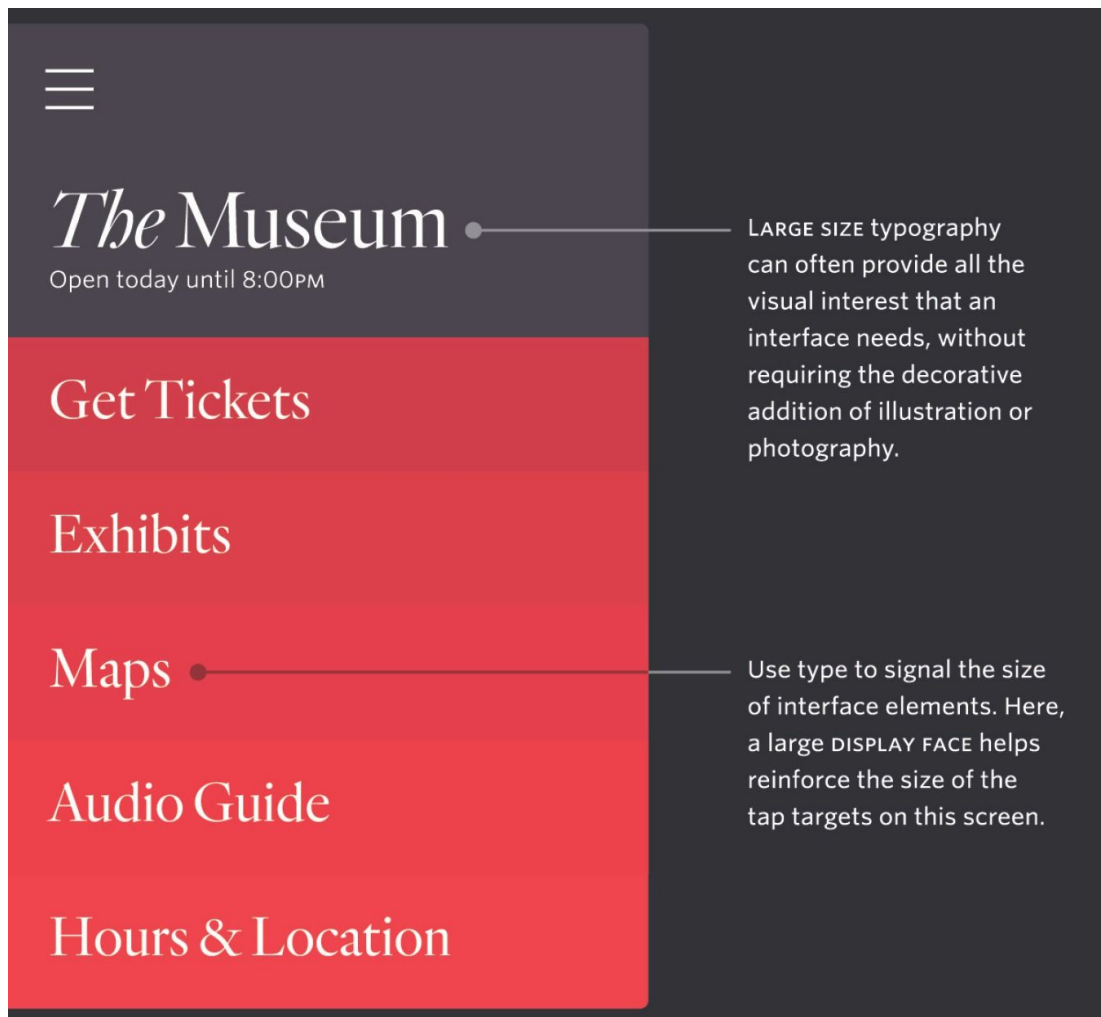 The Museum
Open today until 8:00PM
Get Tickets
Exhibits
Maps
Audio Guide
Hours & Location
LARGE SIZE typography
can often provide all the
visual interest that an
interface needs, without
requiring the decorative
addition of illustration or
photography.
Use type to signal the size
of interface elements. Here,
a large DISPLAY FACE helps
reinforce the size of the
tap targets on this screen.